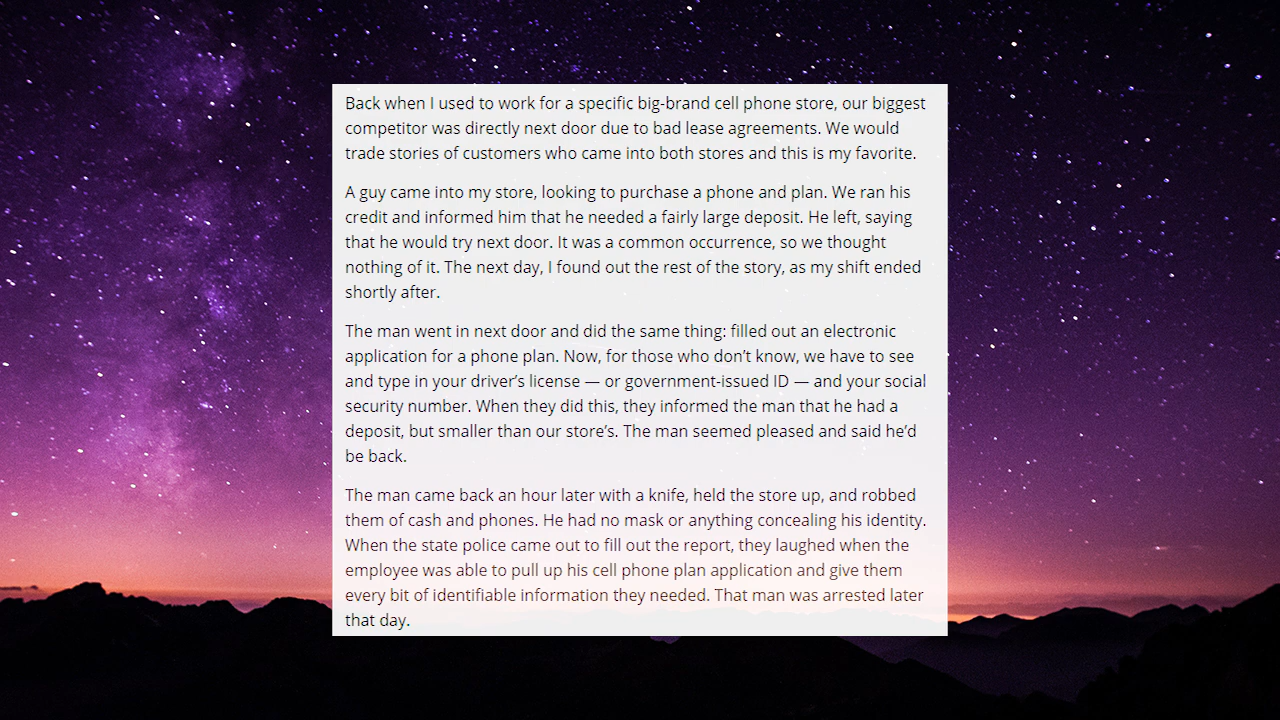 Back when I used to work for a specific big-brand cell phone store, our biggest
competitor was directly next door due to bad lease agreements. We would
trade stories of customers who came into both stores and this is my favorite.
A guy came into my store, looking to purchase a phone and plan. We ran his
credit and informed him that he needed a fairly large deposit. He left, saying
that he would try next door. It was a common occurrence, so we thought
nothing of it. The next day, I found out the rest of the story, as my shift ended
shortly after.
The man went in next door and did the same thing: filled out an electronic
application for a phone plan. Now, for those who don’t know, we have to see
and type in your driver’s license — or government-issued ID — and your social
security number. When they did this, they informed the man that he had a
deposit, but smaller than our store’s. The man seemed pleased and said he’d
be back.
The man came back an hour later with a knife, held the store up, and robbed
them of cash and phones. He had no mask or anything concealing his identity.
When the state police came out to fill out the report, they laughed when the
employee was able to pull up his cell phone plan application and give them
every bit of identifiable information they needed. That man was arrested later
that day.